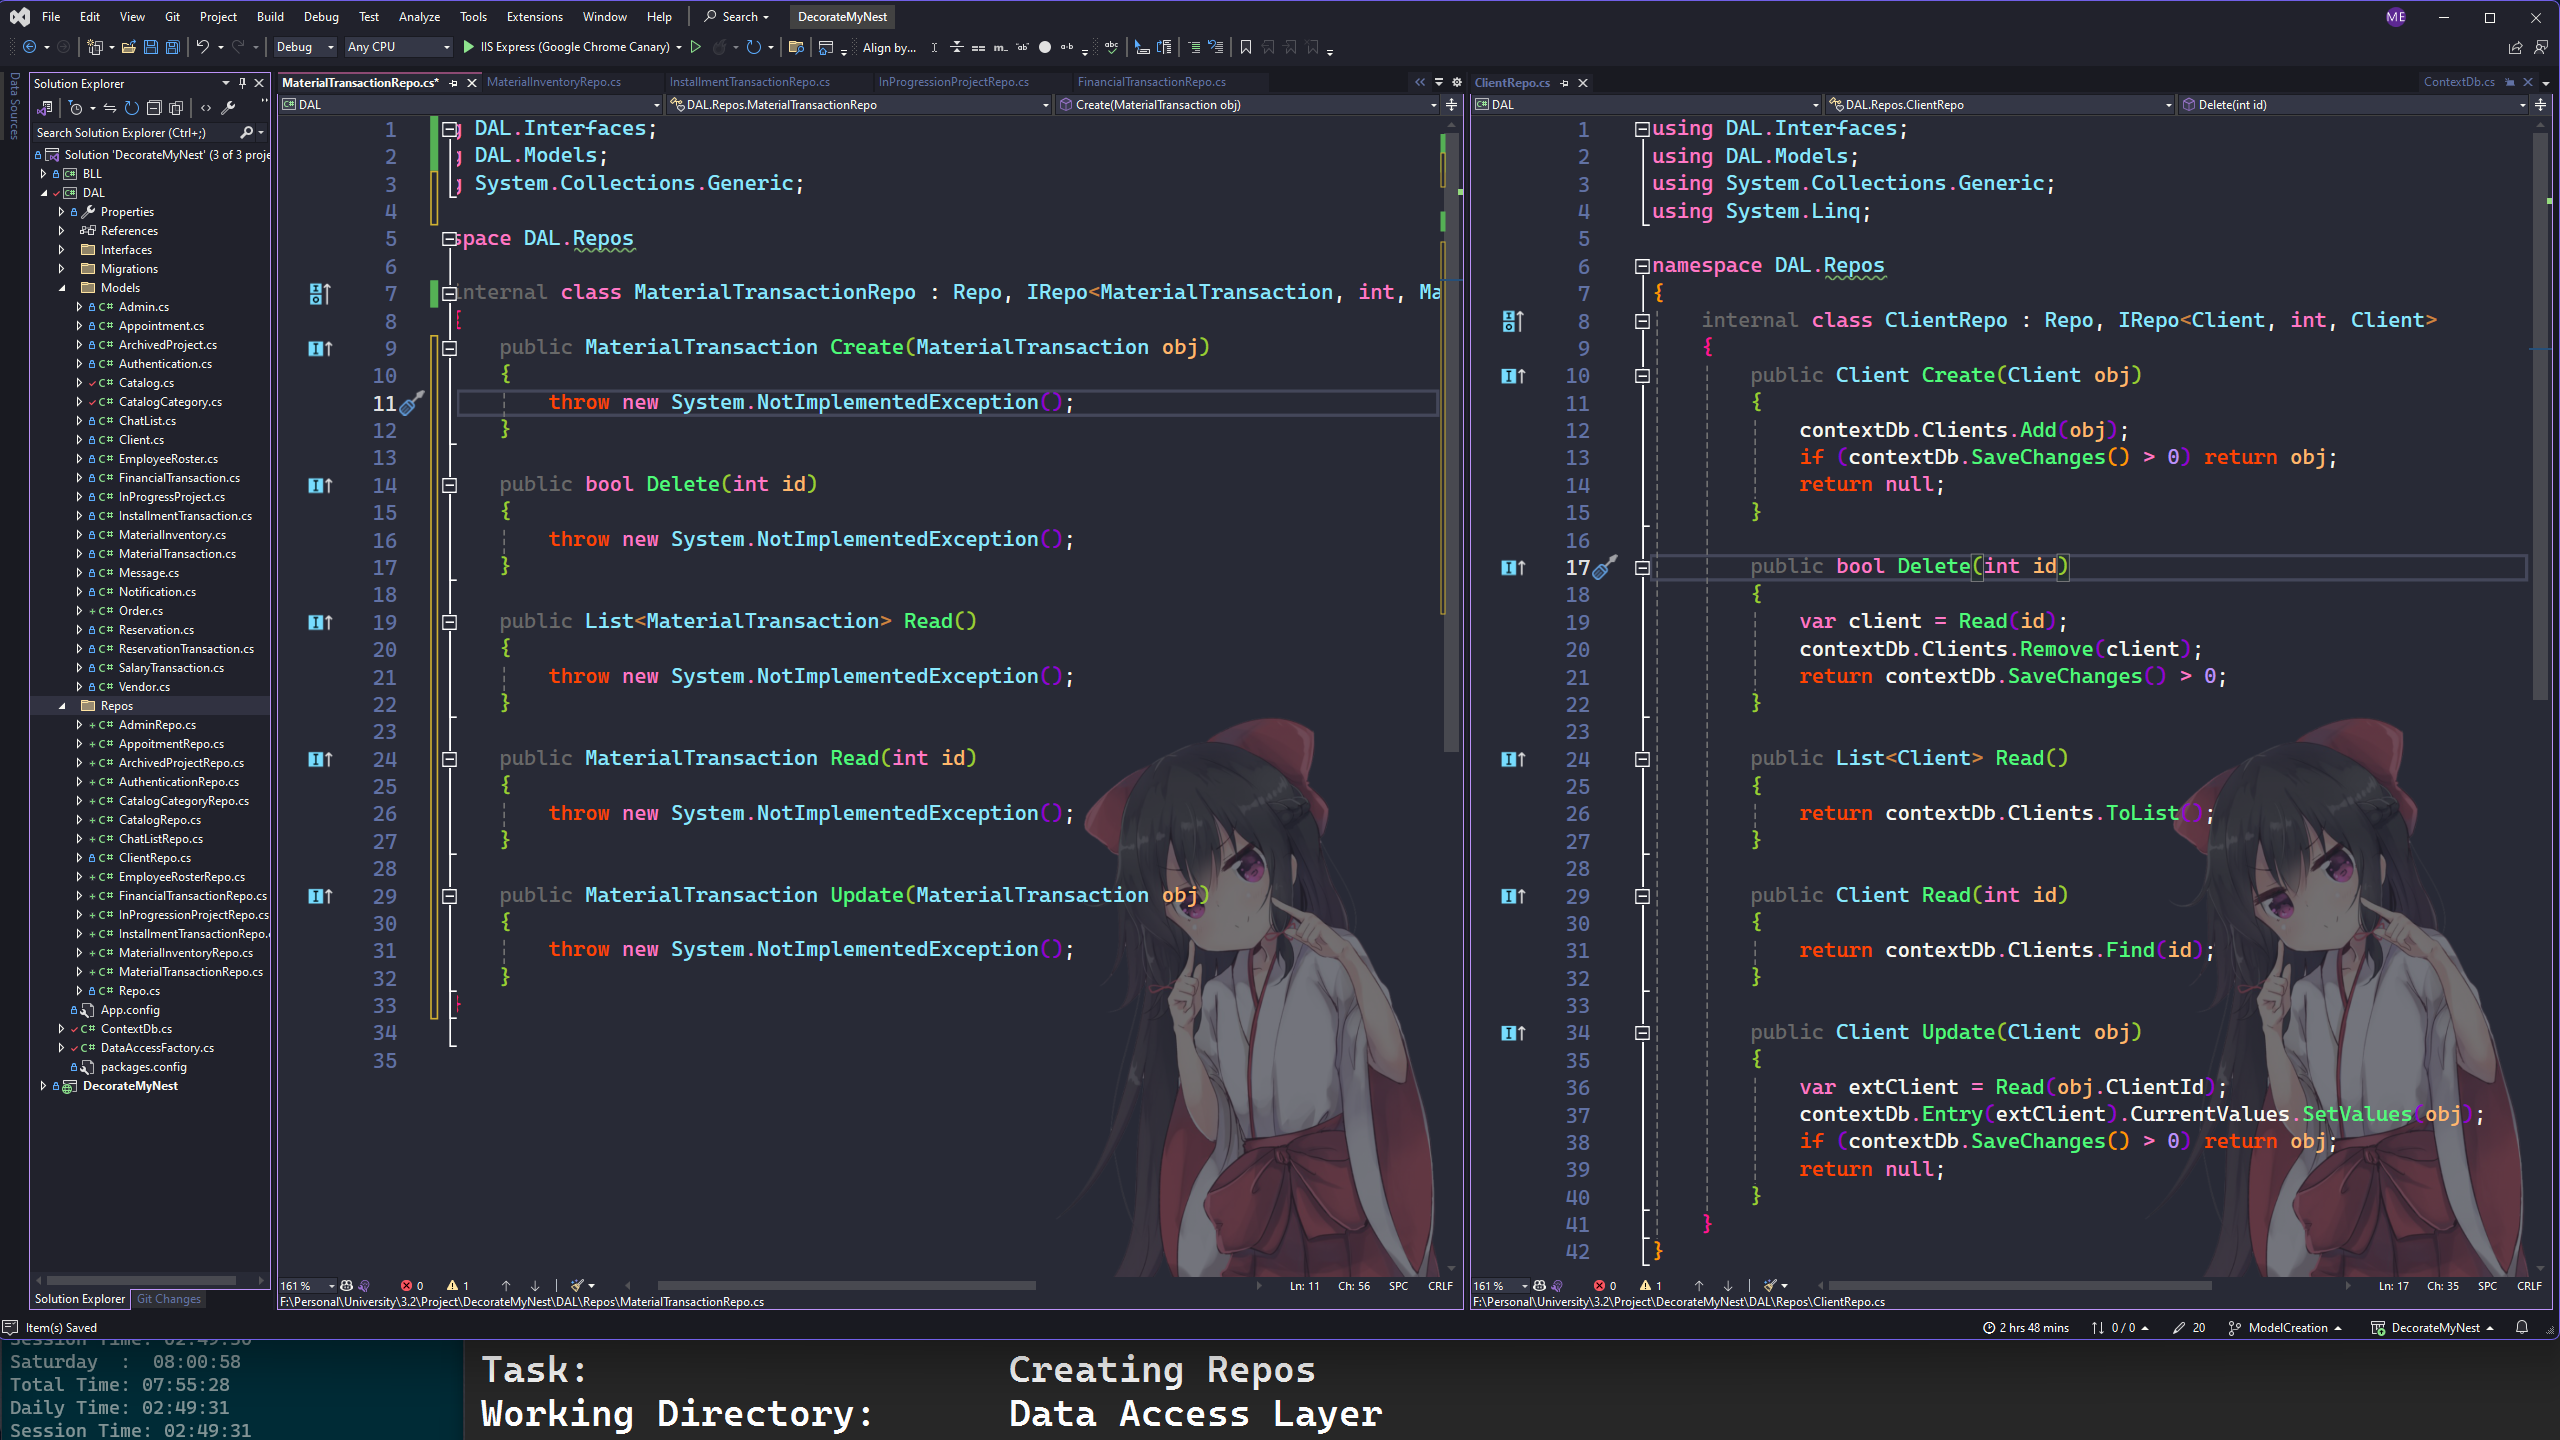 File Edit View Git Project Build Debug Test Analyze Tools Extensions Window Help Search DecorateMyNest ME
Debug Any CPU IIS Express (Google Chrome Canary) Align by...
Data Sources
Solution Explorer
Search Solution Explorer (Ctrl+;)
Solution 'DecorateMyNest' (3 of 3 proje
BLL
DAL
Properties
References
Interfaces
Migrations
Models
Admin.cs
Appointment.cs
ArchivedProject.cs
Authentication.cs
Catalog.cs
CatalogCategory.cs
ChatList.cs
Client.cs
EmployeeRoster.cs
FinancialTransaction.cs
InProgressProject.cs
InstallmentTransaction.cs
MaterialInventory.cs
MaterialTransaction.cs
Message.cs
Notification.cs
Order.cs
Reservation.cs
ReservationTransaction.cs
SalaryTransaction.cs
Vendor.cs
Repos
AdminRepo.cs
AppoitmentRepo.cs
ArchivedProjectRepo.cs
AuthenticationRepo.cs
CatalogCategoryRepo.cs
CatalogRepo.cs
ChatListRepo.cs
ClientRepo.cs
EmployeeRosterRepo.cs
FinancialTransactionRepo.cs
InProgressionProjectRepo.cs
InstallmentTransactionRepo.
MaterialInventoryRepo.cs
MaterialTransactionRepo.cs
Repo.cs
App.config
ContextDb.cs
DataAccessFactory.cs
packages.config
DecorateMyNest
Solution Explorer Git Changes
MaterialTransactionRepo.cs* MaterialInventoryRepo.cs InstallmentTransactionRepo.cs InProgressionProjectRepo.cs FinancialTransactionRepo.cs
DAL DAL.Repos.MaterialTransactionRepo Create(MaterialTransaction obj)
1 g DAL.Interfaces;
2 g DAL.Models;
3 g System.Collections.Generic;
4
5 space DAL.Repos
6
7 internal class MaterialTransactionRepo : Repo, IRepo<MaterialTransaction, int, Ma
8 {
9 public MaterialTransaction Create(MaterialTransaction obj)
10 {
11 throw new System.NotImplementedException();
12 }
13
14 public bool Delete(int id)
15 {
16 throw new System.NotImplementedException();
17 }
18
19 public List<MaterialTransaction> Read()
20 {
21 throw new System.NotImplementedException();
22 }
23
24 public MaterialTransaction Read(int id)
25 {
26 throw new System.NotImplementedException();
27 }
28
29 public MaterialTransaction Update(MaterialTransaction obj)
30 {
31 throw new System.NotImplementedException();
32 }
33 }
34
35
161 % 0 1 Ln: 11 Ch: 56 SPC CRLF
F:\Personal\University\3.2\Project\DecorateMyNest\DAL\Repos\MaterialTransactionRepo.cs
ClientRepo.cs ContextDb.cs
DAL DAL.Repos.ClientRepo Delete(int id)
1 using DAL.Interfaces;
2 using DAL.Models;
3 using System.Collections.Generic;
4 using System.Linq;
5
6 namespace DAL.Repos
7 {
8 internal class ClientRepo : Repo, IRepo<Client, int, Client>
9 {
10 public Client Create(Client obj)
11 {
12 contextDb.Clients.Add(obj);
13 if (contextDb.SaveChanges() > 0) return obj;
14 return null;
15 }
16
17 public bool Delete(int id)
18 {
19 var client = Read(id);
20 contextDb.Clients.Remove(client);
21 return contextDb.SaveChanges() > 0;
22 }
23
24 public List<Client> Read()
25 {
26 return contextDb.Clients.ToList();
27 }
28
29 public Client Read(int id)
30 {
31 return contextDb.Clients.Find(id);
32 }
33
34 public Client Update(Client obj)
35 {
36 var extClient = Read(obj.ClientId);
37 contextDb.Entry(extClient).CurrentValues.SetValues(obj);
38 if (contextDb.SaveChanges() > 0) return obj;
39 return null;
40 }
41 }
42 }
161 % 0 1 Ln: 17 Ch: 35 SPC CRLF
F:\Personal\University\3.2\Project\DecorateMyNest\DAL\Repos\ClientRepo.cs
Item(s) Saved 2 hrs 48 mins 0 / 0 20 ModelCreation DecorateMyNest
Session Time: 02:49:30
Saturday : 08:00:58
Total Time: 07:55:28
Daily Time: 02:49:31
Session Time: 02:49:31
Task: Creating Repos
Working Directory: Data Access Layer